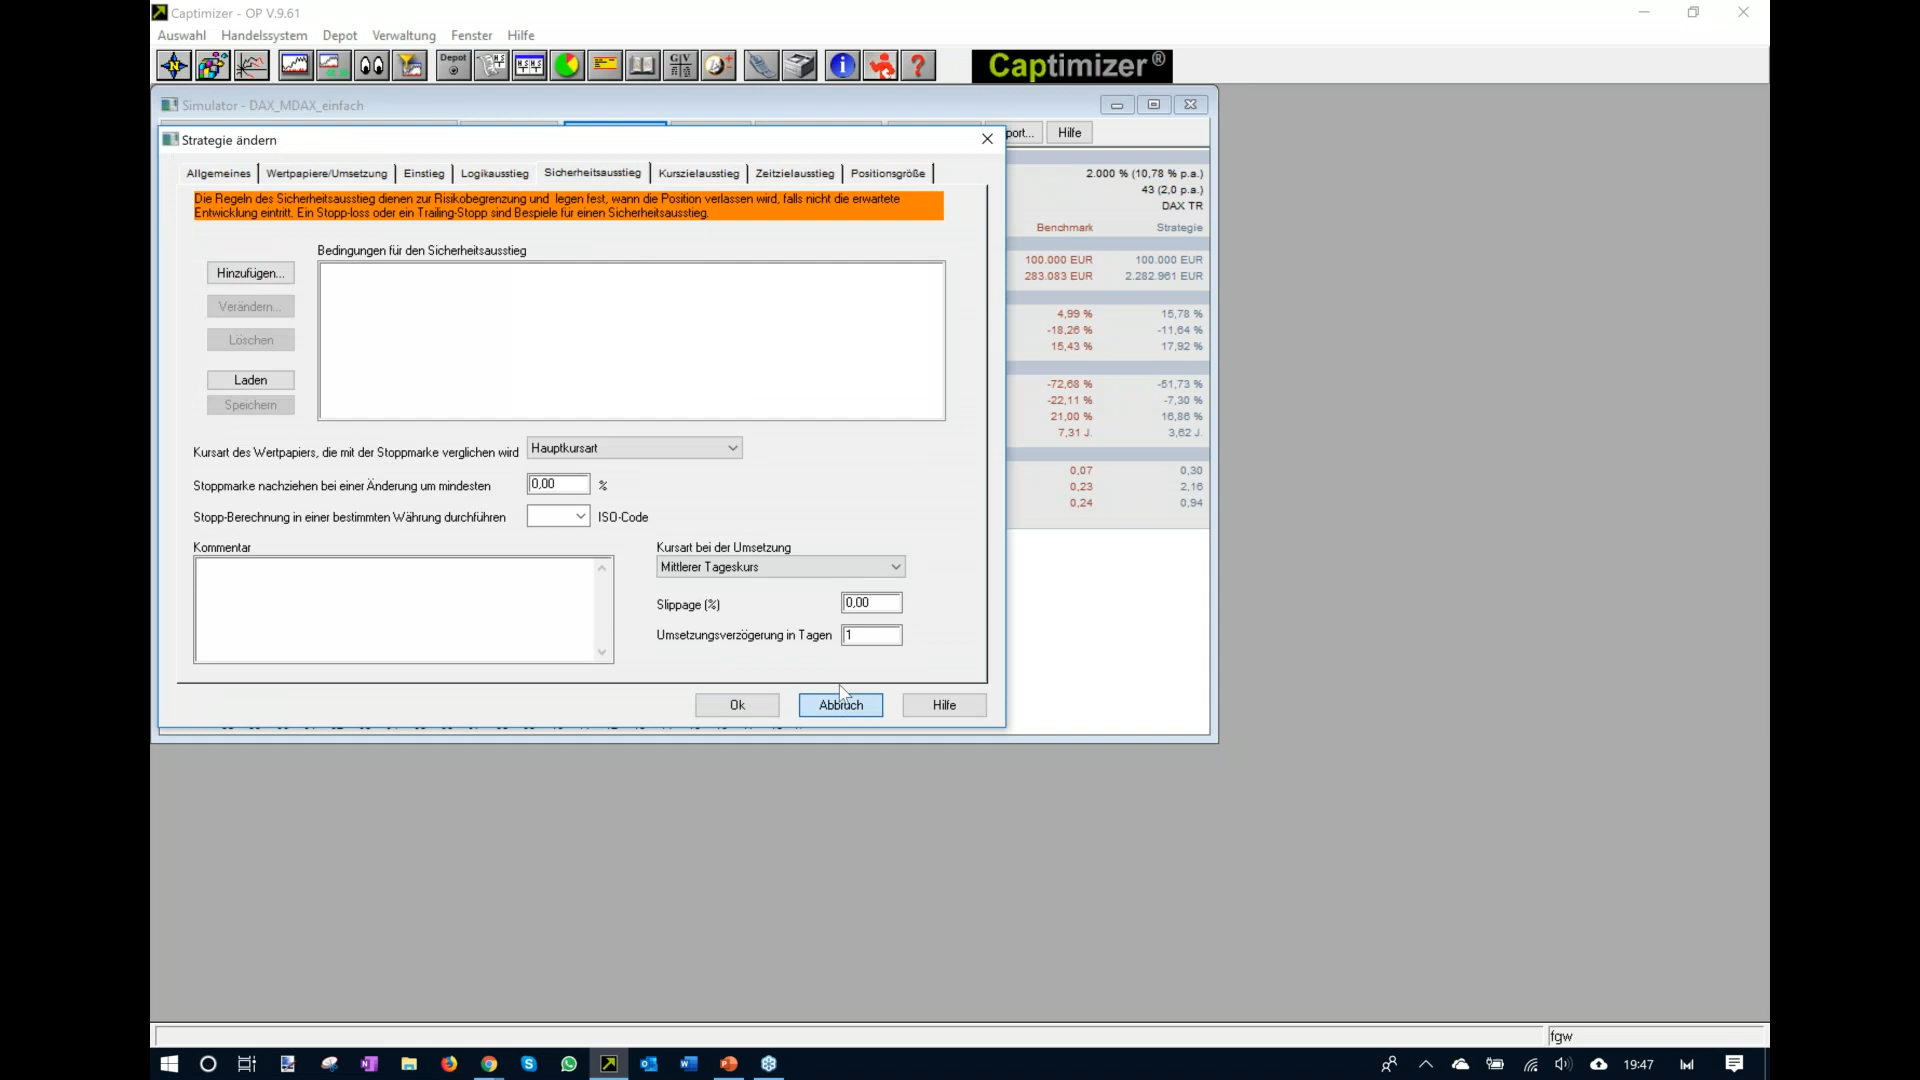 Captimizer - OP V.9.61
Auswahl Handelssystem Depot Verwaltung Fenster Hilfe
Depot
G V
Captimizer®
Simulator - DAX_MDAX_einfach
port... Hilfe
Strategie ändern
Allgemeines Wertpapiere/Umsetzung Einstieg Logikausstieg Sicherheitsausstieg Kurszielausstieg Zeitzielausstieg Positionsgröße
Die Regeln des Sicherheitsausstieg dienen zur Risikobegrenzung und legen fest, wann die Position verlassen wird, falls nicht die erwartete
Entwicklung eintritt. Ein Stopp-loss oder ein Trailing-Stopp sind Bespiele für einen Sicherheitsausstieg.
Bedingungen für den Sicherheitsausstieg
Hinzufügen...
Verändern...
Löschen
Laden
Speichern
Kursart des Wertpapiers, die mit der Stoppmarke verglichen wird Hauptkursart
Stoppmarke nachziehen bei einer Änderung um mindesten 0,00 %
Stopp-Berechnung in einer bestimmten Währung durchführen ISO-Code
Kommentar
Kursart bei der Umsetzung
Mittlerer Tageskurs
Slippage (%) 0,00
Umsetzungsverzögerung in Tagen 1
Ok Abbruch Hilfe
2.000 % (10,78 % p.a.)
43 (2,0 p.a.)
DAX TR
Benchmark Strategie
100.000 EUR 100.000 EUR
283.083 EUR 2.282.961 EUR
4,99 % 15,78 %
-18,26 % -11,64 %
15,43 % 17,92 %
-72,68 % -51,73 %
-22,11 % -7,30 %
21,00 % 16,86 %
7,31 J. 3,62 J.
0,07 0,30
0,23 2,16
0,24 0,94
fgw
19:47